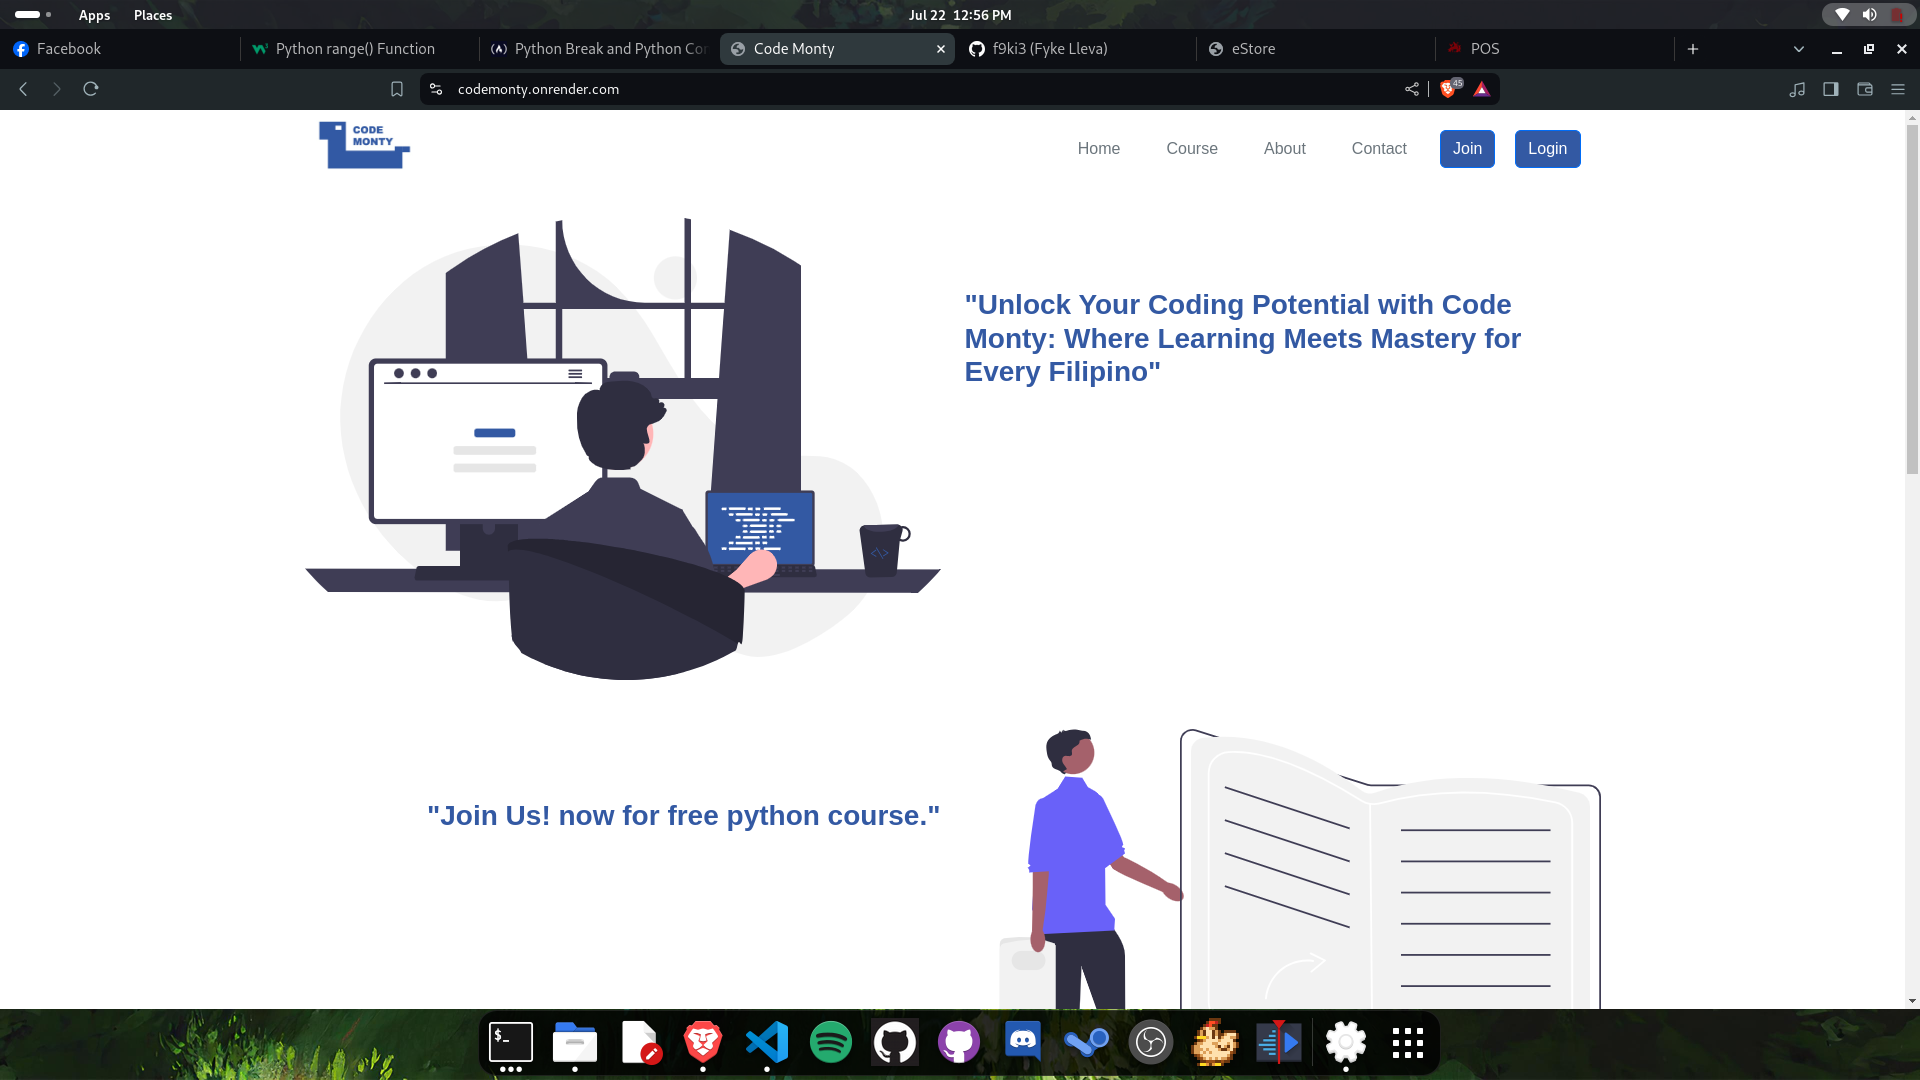 Apps Places Jul 22 12:56 PM
Facebook Python range() Function Python Break and Python Cor Code Monty f9ki3 (Fyke Lleva) eStore POS
codemonty.onrender.com 45
CODE
MONTY
Home Course About Contact Join Login
"Unlock Your Coding Potential with Code
Monty: Where Learning Meets Mastery for
Every Filipino"
"Join Us! now for free python course."
$_